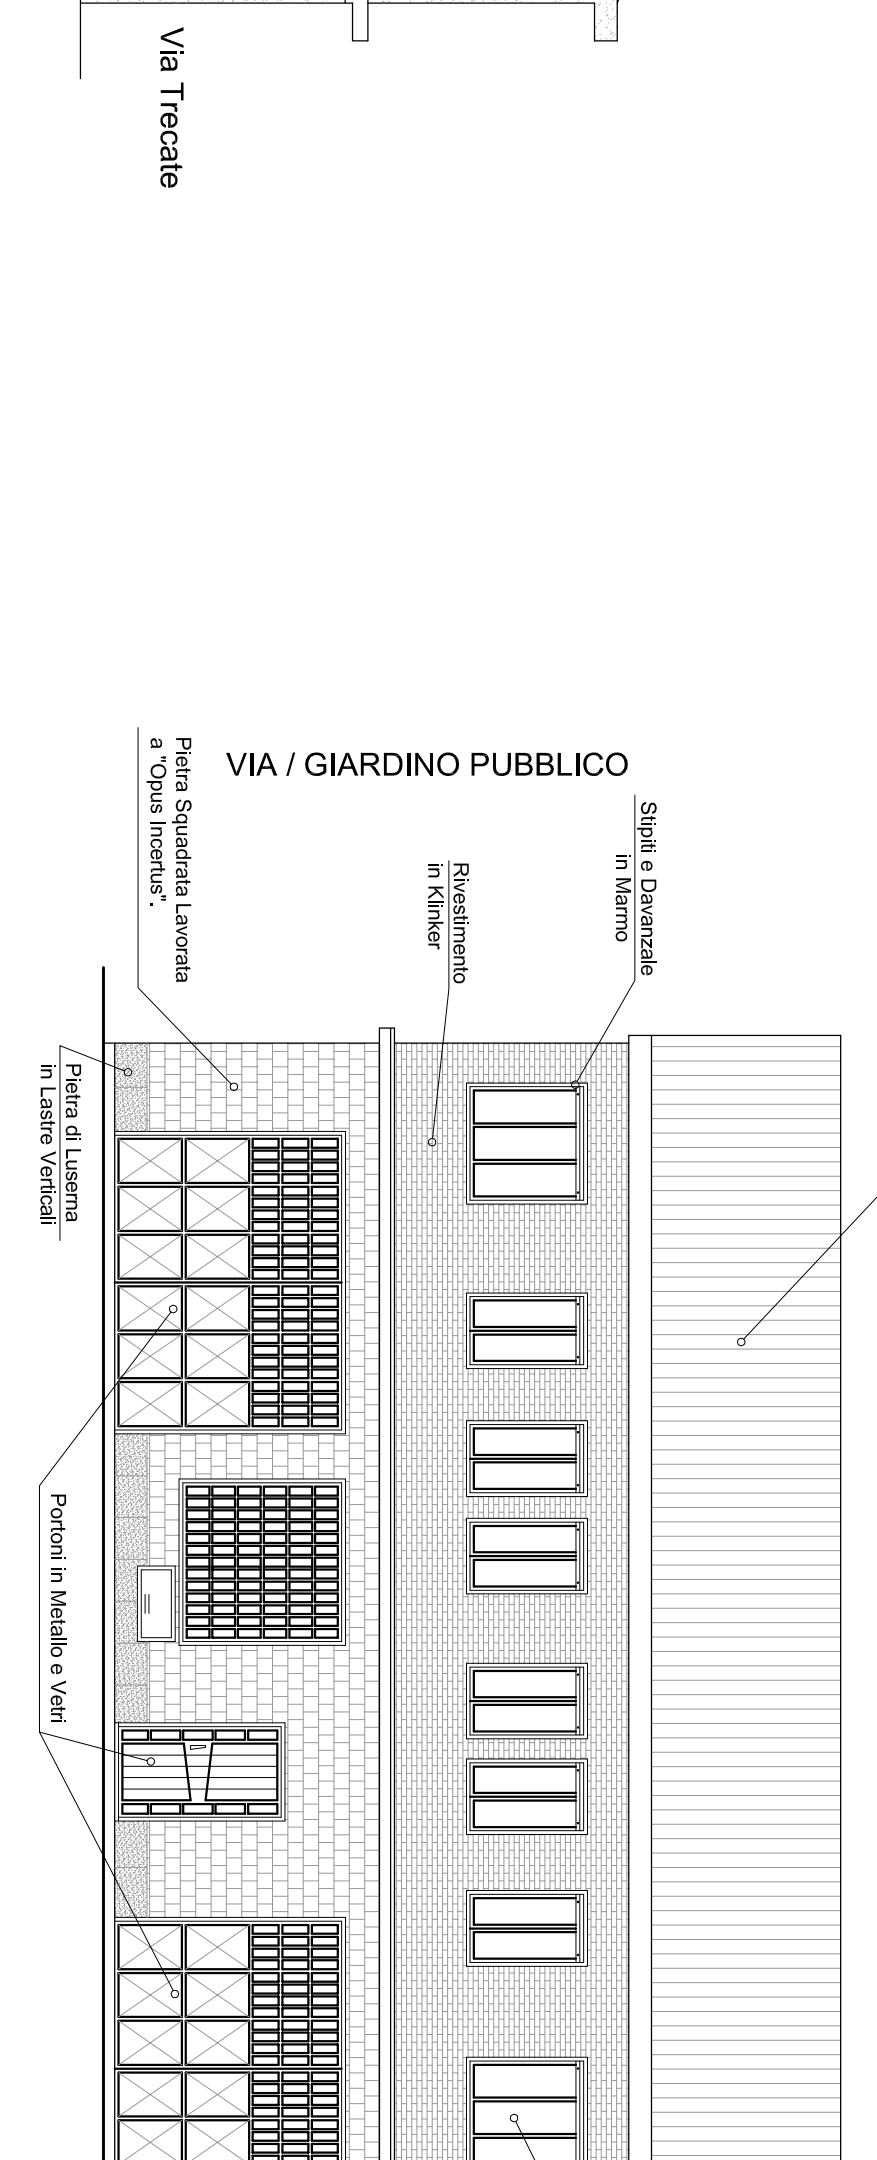 Via Trecate
VIA / GIARDINO PUBBLICO
Stipiti e Davanzale
in Marmo
Rivestimento
in Klinker
Pietra Squadrata Lavorata
a "Opus Incertus".
Pietra di Luserna
in Lastre Verticali
Portoni in Metallo e Vetri